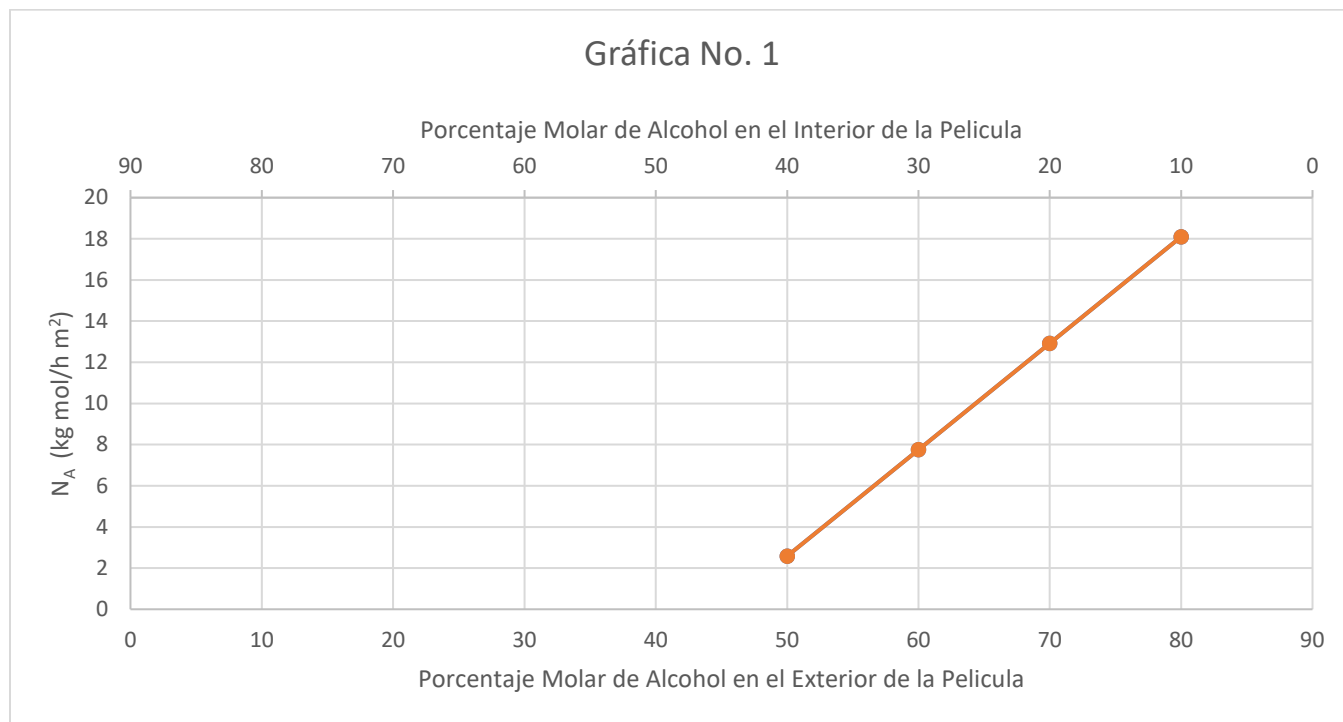 Gráfica No. 1
Porcentaje Molar de Alcohol en el Interior de la Pelicula
90 80 70 60 50 40 30 20 10 0
20
18
16
14
12
10
8
6
4
2
0
N_A (kg mol/h m²)
0 10 20 30 40 50 60 70 80 90
Porcentaje Molar de Alcohol en el Exterior de la Pelicula